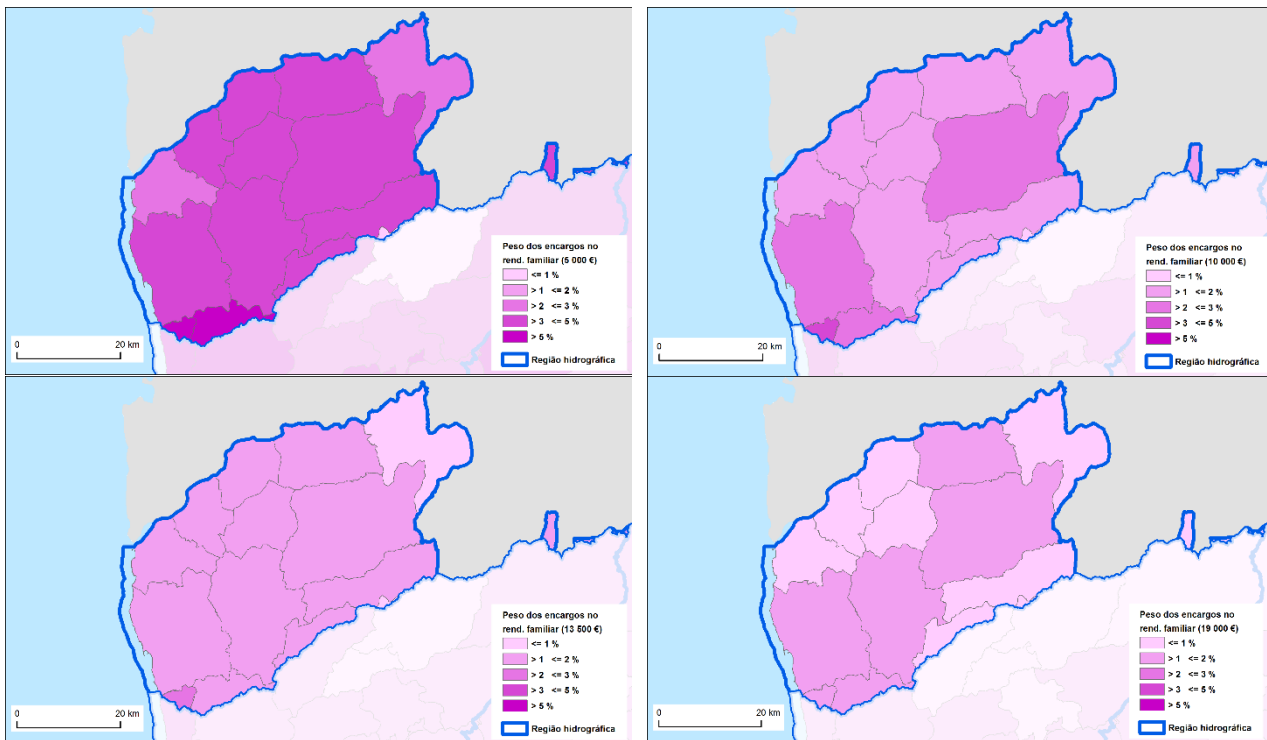 Peso dos encargos no
rend. familiar (5 000 €)
<= 1 %
> 1 <= 2 %
> 2 <= 3 %
> 3 <= 5 %
> 5 %
Região hidrográfica
0 20 km
Peso dos encargos no
rend. familiar (10 000 €)
<= 1 %
> 1 <= 2 %
> 2 <= 3 %
> 3 <= 5 %
> 5 %
Região hidrográfica
0 20 km
Peso dos encargos no
rend. familiar (13 500 €)
<= 1 %
> 1 <= 2 %
> 2 <= 3 %
> 3 <= 5 %
> 5 %
Região hidrográfica
0 20 km
Peso dos encargos no
rend. familiar (19 000 €)
<= 1 %
> 1 <= 2 %
> 2 <= 3 %
> 3 <= 5 %
> 5 %
Região hidrográfica
0 20 km